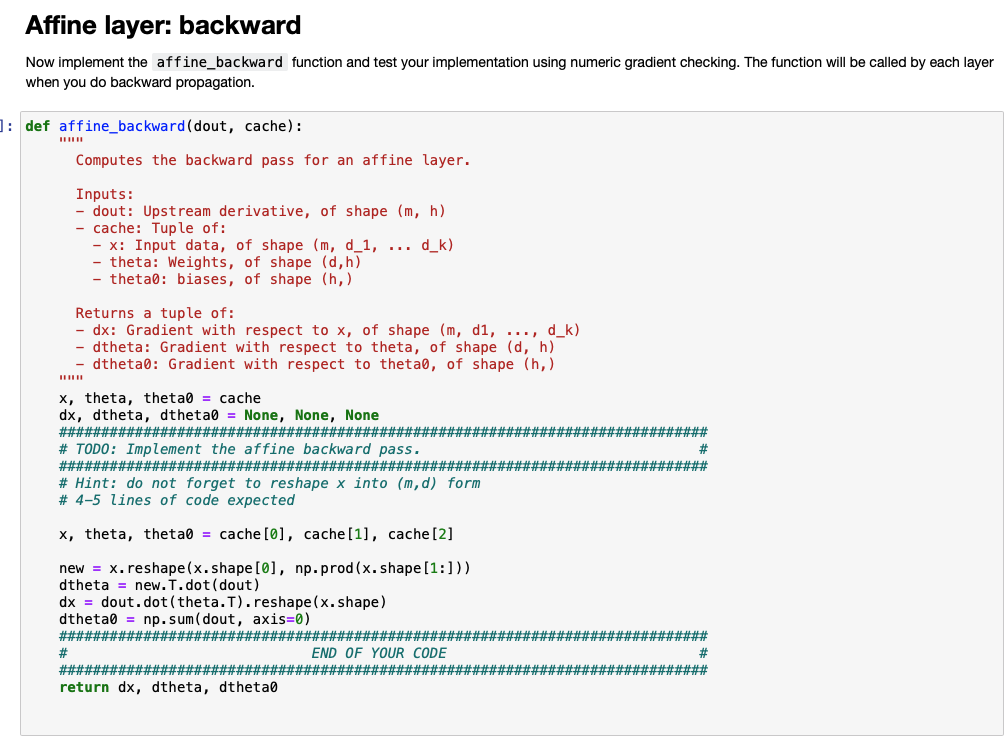 Affine layer: backward
Now implement the affine_backward function and test your implementation using numeric gradient checking. The function will be called by each layer
when you do backward propagation.
]: def affine_backward(dout, cache):
    """
      Computes the backward pass for an affine layer.

      Inputs:
      - dout: Upstream derivative, of shape (m, h)
      - cache: Tuple of:
        - x: Input data, of shape (m, d_1, ... d_k)
        - theta: Weights, of shape (d,h)
        - theta0: biases, of shape (h,)

      Returns a tuple of:
      - dx: Gradient with respect to x, of shape (m, d1, ..., d_k)
      - dtheta: Gradient with respect to theta, of shape (d, h)
      - dtheta0: Gradient with respect to theta0, of shape (h,)
    """
    x, theta, theta0 = cache
    dx, dtheta, dtheta0 = None, None, None
    #############################################################################
    # TODO: Implement the affine backward pass.                                 #
    #############################################################################
    # Hint: do not forget to reshape x into (m,d) form
    # 4-5 lines of code expected

    x, theta, theta0 = cache[0], cache[1], cache[2]

    new = x.reshape(x.shape[0], np.prod(x.shape[1:]))
    dtheta = new.T.dot(dout)
    dx = dout.dot(theta.T).reshape(x.shape)
    dtheta0 = np.sum(dout, axis=0)
    #############################################################################
    #                             END OF YOUR CODE                              #
    #############################################################################
    return dx, dtheta, dtheta0